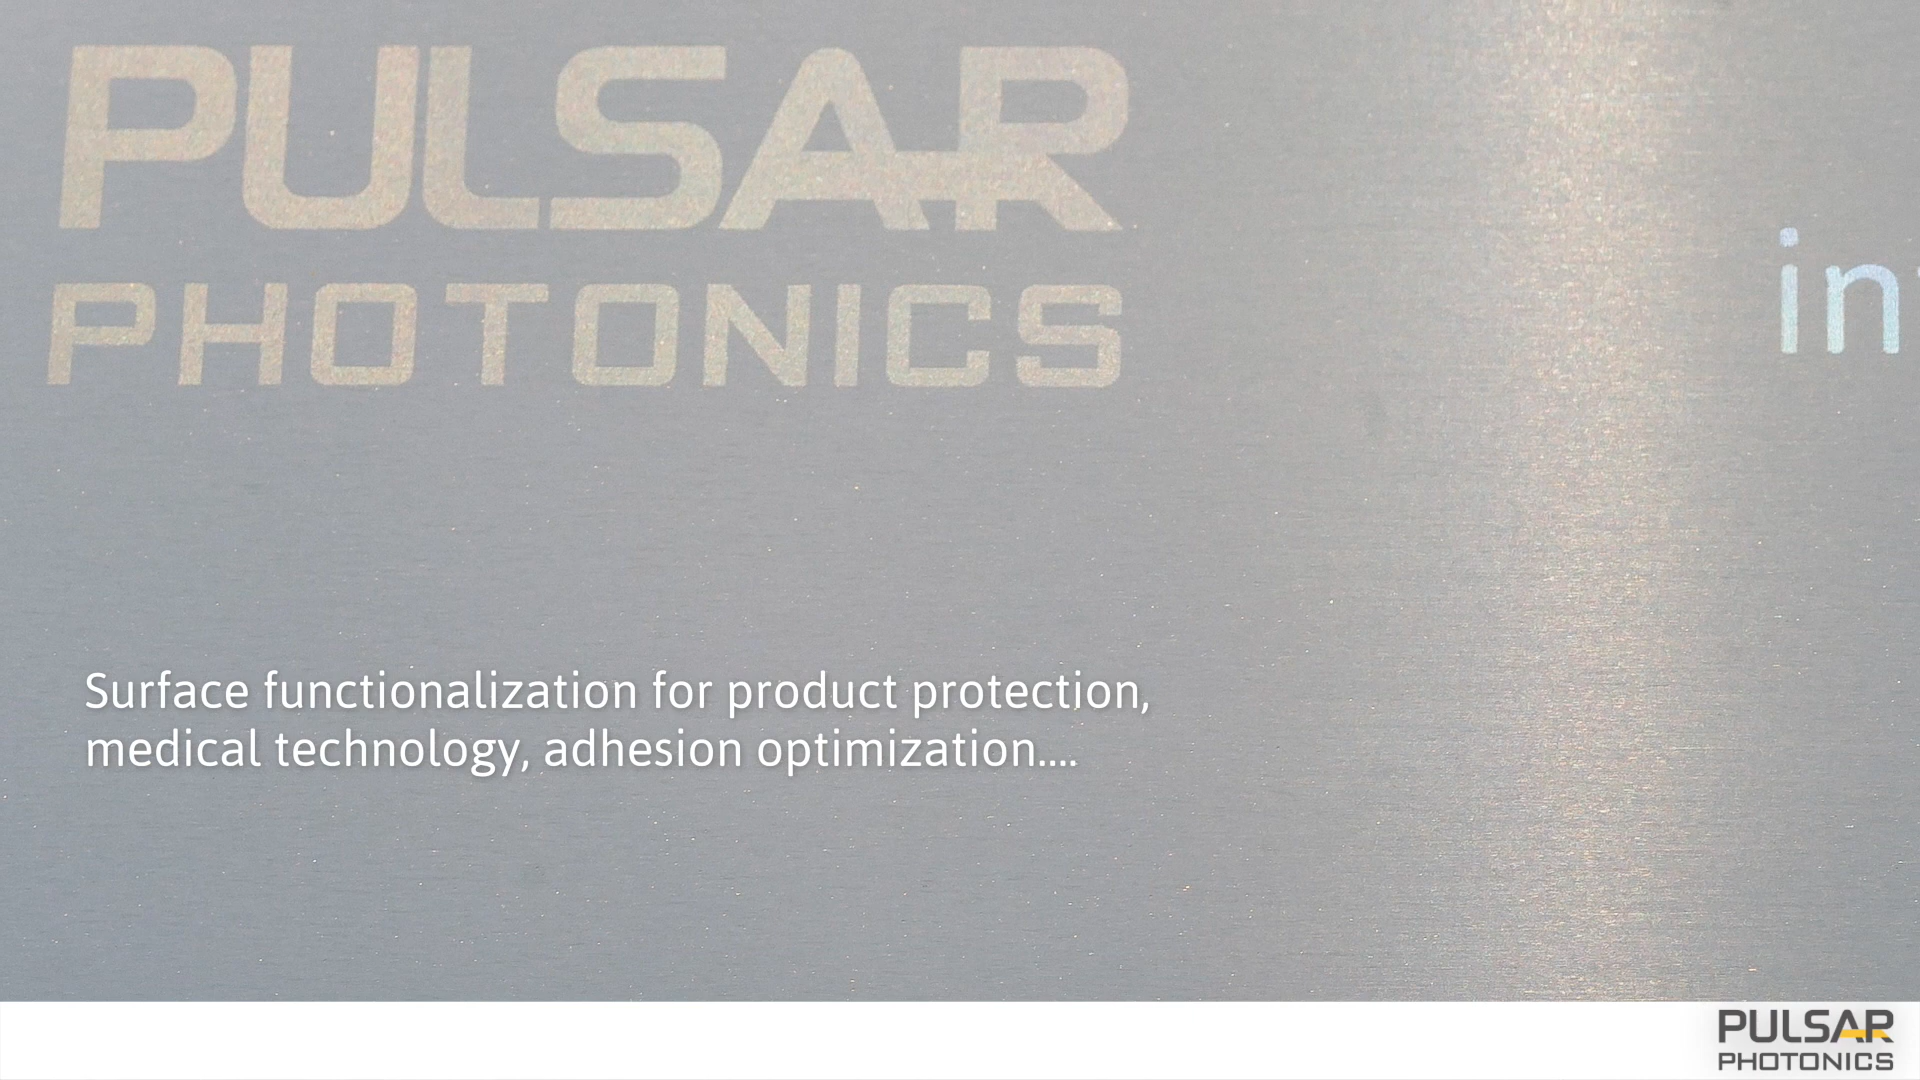 PULSAR
PHOTONICS
in
Surface functionalization for product protection,
medical technology, adhesion optimization....
PULSAR
PHOTONICS